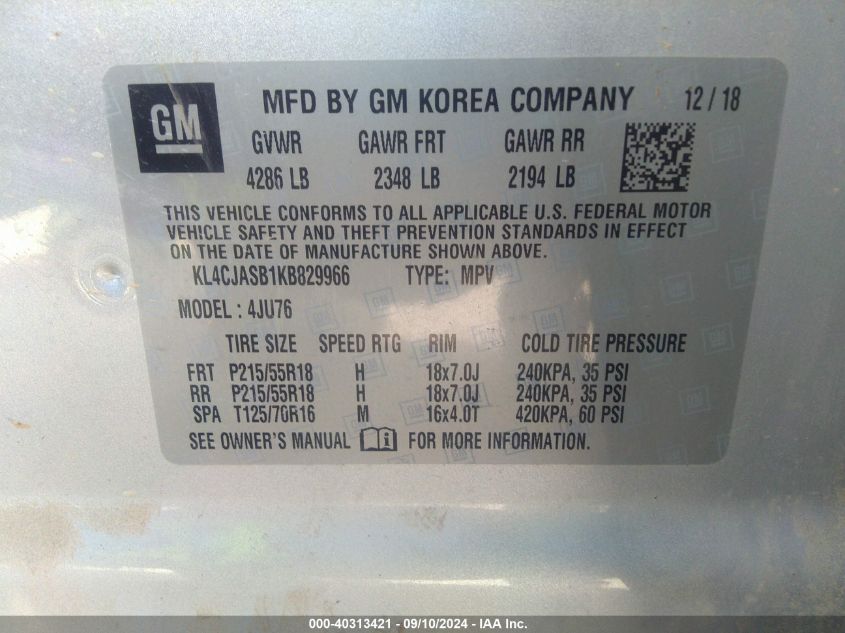 GM
MFD BY GM KOREA COMPANY 12 / 18
GVWR GAWR FRT GAWR RR
4286 LB 2348 LB 2194 LB
THIS VEHICLE CONFORMS TO ALL APPLICABLE U.S. FEDERAL MOTOR
VEHICLE SAFETY AND THEFT PREVENTION STANDARDS IN EFFECT
ON THE DATE OF MANUFACTURE SHOWN ABOVE.
KL4CJASB1KB829966 TYPE: MPV
MODEL : 4JU76
TIRE SIZE SPEED RTG RIM COLD TIRE PRESSURE
FRT P215/55R18 H 18x7.0J 240KPA, 35 PSI
RR P215/55R18 H 18x7.0J 240KPA, 35 PSI
SPA T125/70R16 M 16x4.0T 420KPA, 60 PSI
SEE OWNER'S MANUAL FOR MORE INFORMATION.
000-40313421 - 09/10/2024 - IAA Inc.